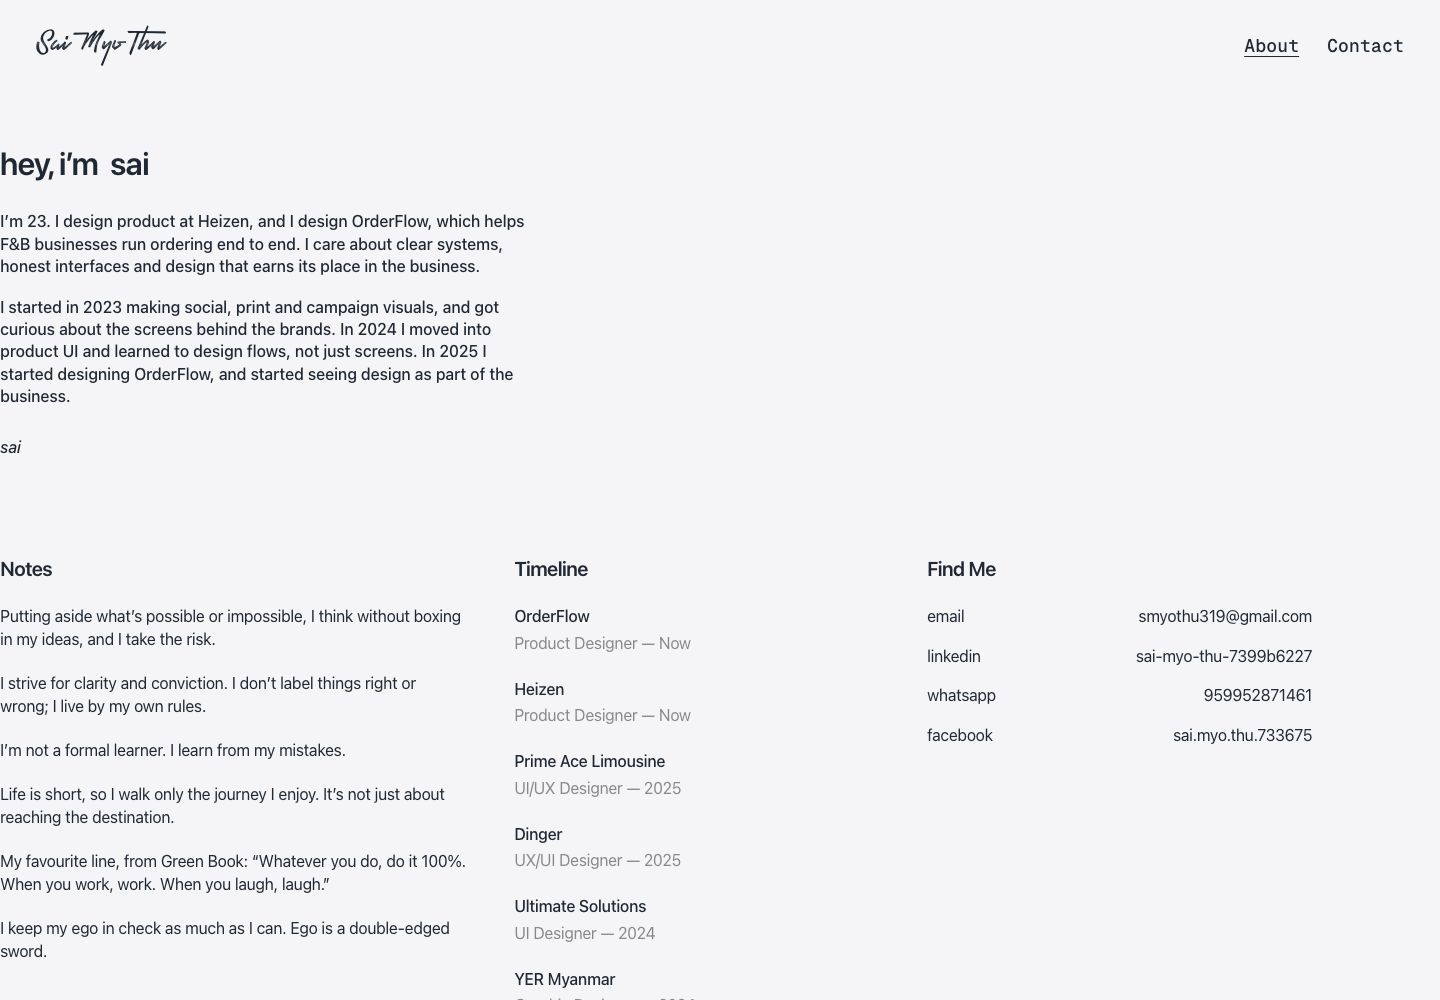 Sai Myo Thu
About Contact
hey, i’m sai
I’m 23. I design product at Heizen, and I design OrderFlow, which helps
F&B businesses run ordering end to end. I care about clear systems,
honest interfaces and design that earns its place in the business.
I started in 2023 making social, print and campaign visuals, and got
curious about the screens behind the brands. In 2024 I moved into
product UI and learned to design flows, not just screens. In 2025 I
started designing OrderFlow, and started seeing design as part of the
business.
sai
Notes
Putting aside what’s possible or impossible, I think without boxing
in my ideas, and I take the risk.
I strive for clarity and conviction. I don’t label things right or
wrong; I live by my own rules.
I’m not a formal learner. I learn from my mistakes.
Life is short, so I walk only the journey I enjoy. It’s not just about
reaching the destination.
My favourite line, from Green Book: “Whatever you do, do it 100%.
When you work, work. When you laugh, laugh.”
I keep my ego in check as much as I can. Ego is a double-edged
sword.
Timeline
OrderFlow
Product Designer — Now
Heizen
Product Designer — Now
Prime Ace Limousine
UI/UX Designer — 2025
Dinger
UX/UI Designer — 2025
Ultimate Solutions
UI Designer — 2024
YER Myanmar
Find Me
email smyothu319@gmail.com
linkedin sai-myo-thu-7399b6227
whatsapp 959952871461
facebook sai.myo.thu.733675